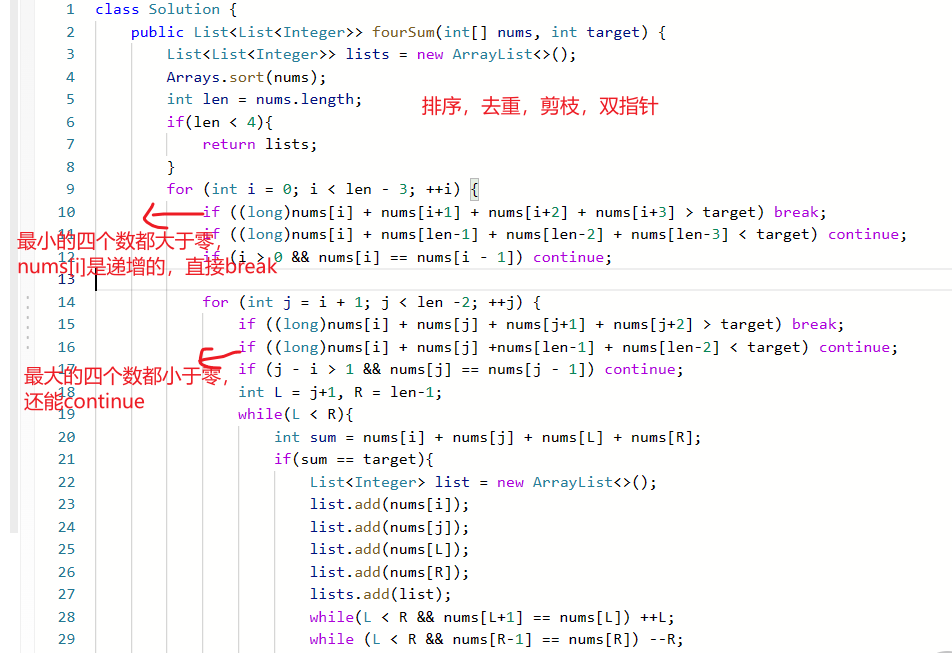 1 class Solution {
2 public List<List<Integer>> fourSum(int[] nums, int target) {
3 List<List<Integer>> lists = new ArrayList<>();
4 Arrays.sort(nums);
5 int len = nums.length;
排序，去重，剪枝，双指针
6 if(len < 4){
7 return lists;
8 }
9 for (int i = 0; i < len - 3; ++i) {
10 if ((long)nums[i] + nums[i+1] + nums[i+2] + nums[i+3] > target) break;
11 if ((long)nums[i] + nums[len-1] + nums[len-2] + nums[len-3] < target) continue;
最小的四个数都大于零，
12 if (i > 0 && nums[i] == nums[i - 1]) continue;
nums[i]是递增的，直接break
13
14 for (int j = i + 1; j < len -2; ++j) {
15 if ((long)nums[i] + nums[j] + nums[j+1] + nums[j+2] > target) break;
16 if ((long)nums[i] + nums[j] +nums[len-1] + nums[len-2] < target) continue;
17 if (j - i > 1 && nums[j] == nums[j - 1]) continue;
最大的四个数都小于零，
18 int L = j+1, R = len-1;
还能continue
19 while(L < R){
20 int sum = nums[i] + nums[j] + nums[L] + nums[R];
21 if(sum == target){
22 List<Integer> list = new ArrayList<>();
23 list.add(nums[i]);
24 list.add(nums[j]);
25 list.add(nums[L]);
26 list.add(nums[R]);
27 lists.add(list);
28 while(L < R && nums[L+1] == nums[L]) ++L;
29 while (L < R && nums[R-1] == nums[R]) --R;